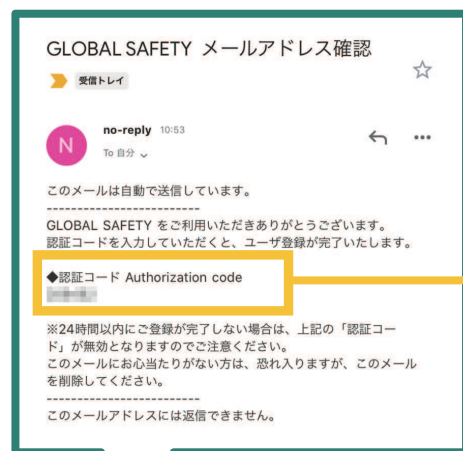 GLOBAL SAFETY メールアドレス確認
受信トレイ
N
no-reply 10:53
To 自分
このメールは自動で送信しています。
-------------------------
GLOBAL SAFETY をご利用いただきありがとうございます。
認証コードを入力していただくと、ユーザ登録が完了いたします。
◆認証コード Authorization code
※24時間以内にご登録が完了しない場合は、上記の「認証コー
ド」が無効となりますのでご注意ください。
このメールにお心当たりがない方は、恐れ入りますが、このメール
を削除してください。
-------------------------
このメールアドレスには返信できません。